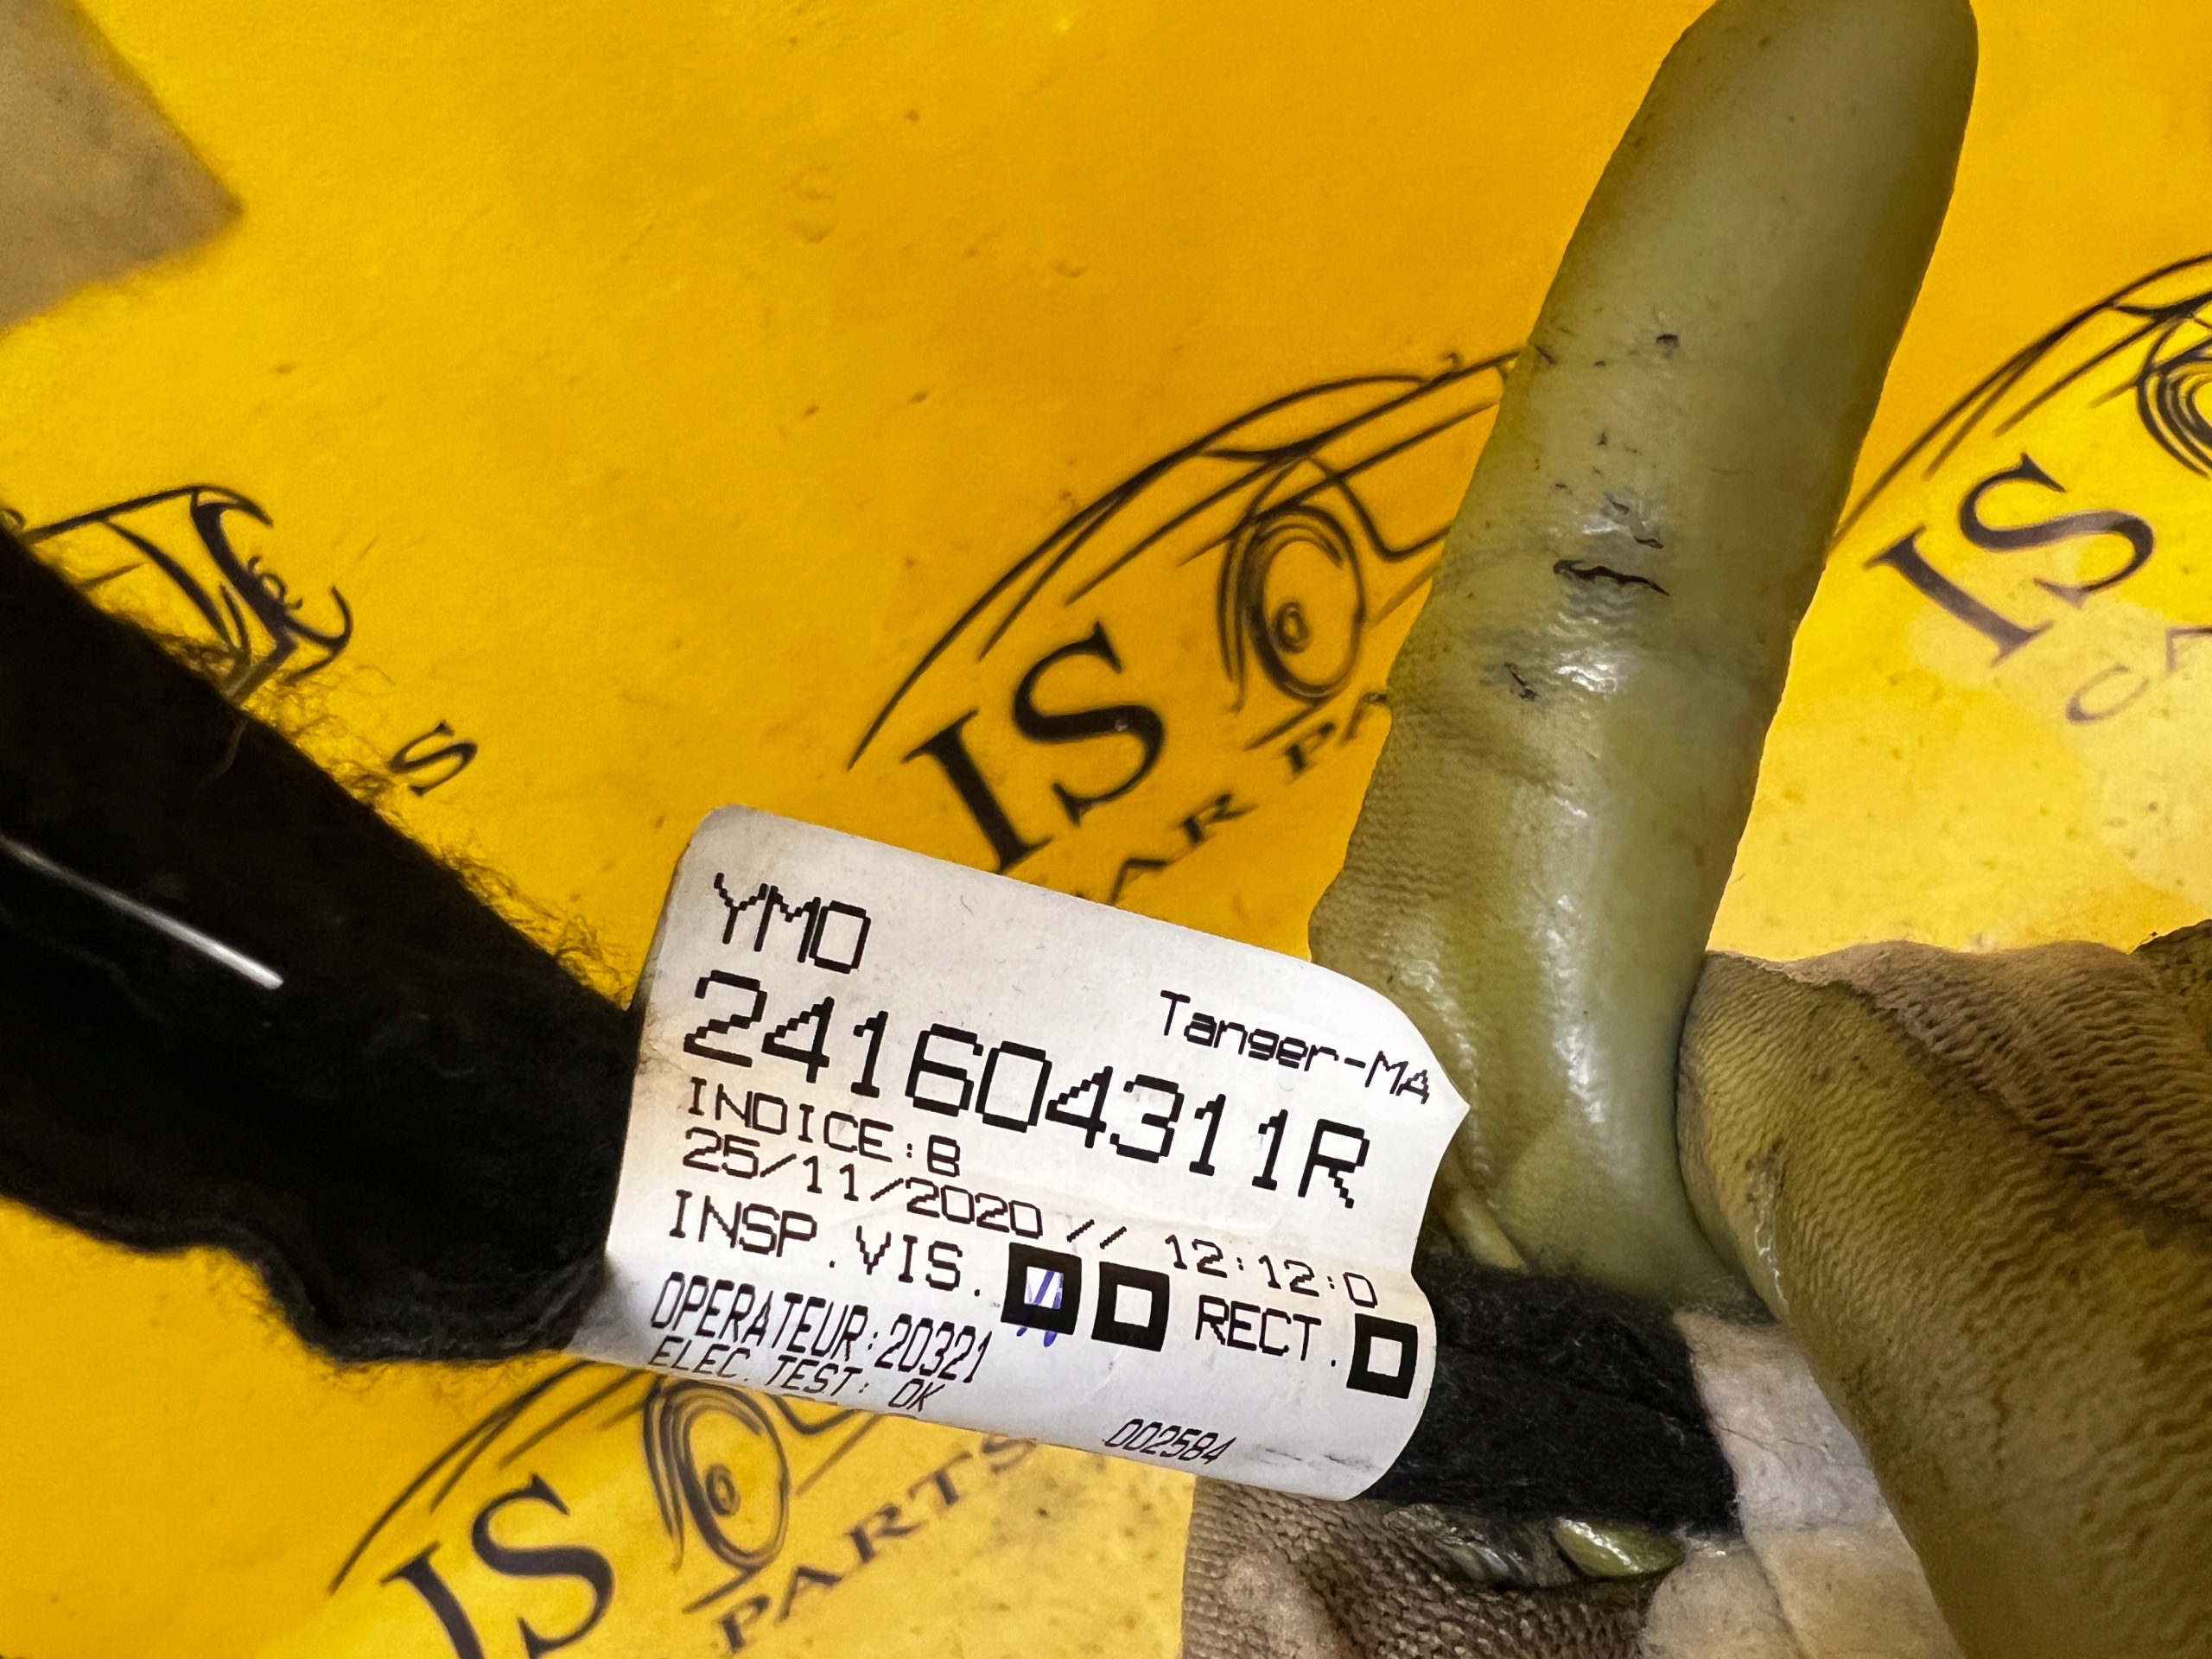 YMO
Tanger-MA
241604311R
INDICE:B
25/11/2020 // 12:12:0
INSP.VIS. RECT.
OPERATEUR:20321
ELEC.TEST: OK
002584
IS
IS
S
IS
PARTS